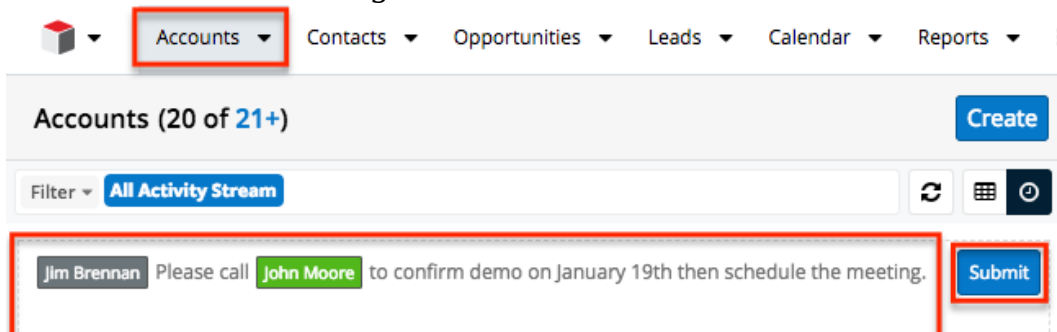 Accounts Contacts Opportunities Leads Calendar Reports
Accounts (20 of 21+) Create
Filter All Activity Stream
Jim Brennan Please call John Moore to confirm demo on January 19th then schedule the meeting. Submit